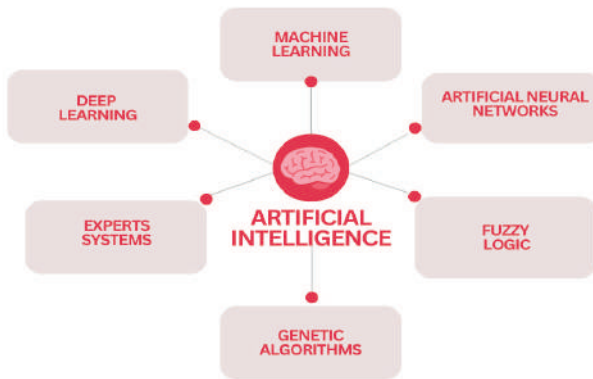 MACHINE
LEARNING
DEEP
LEARNING
ARTIFICIAL NEURAL
NETWORKS
ARTIFICIAL
INTELLIGENCE
EXPERTS
SYSTEMS
FUZZY
LOGIC
GENETIC
ALGORITHMS